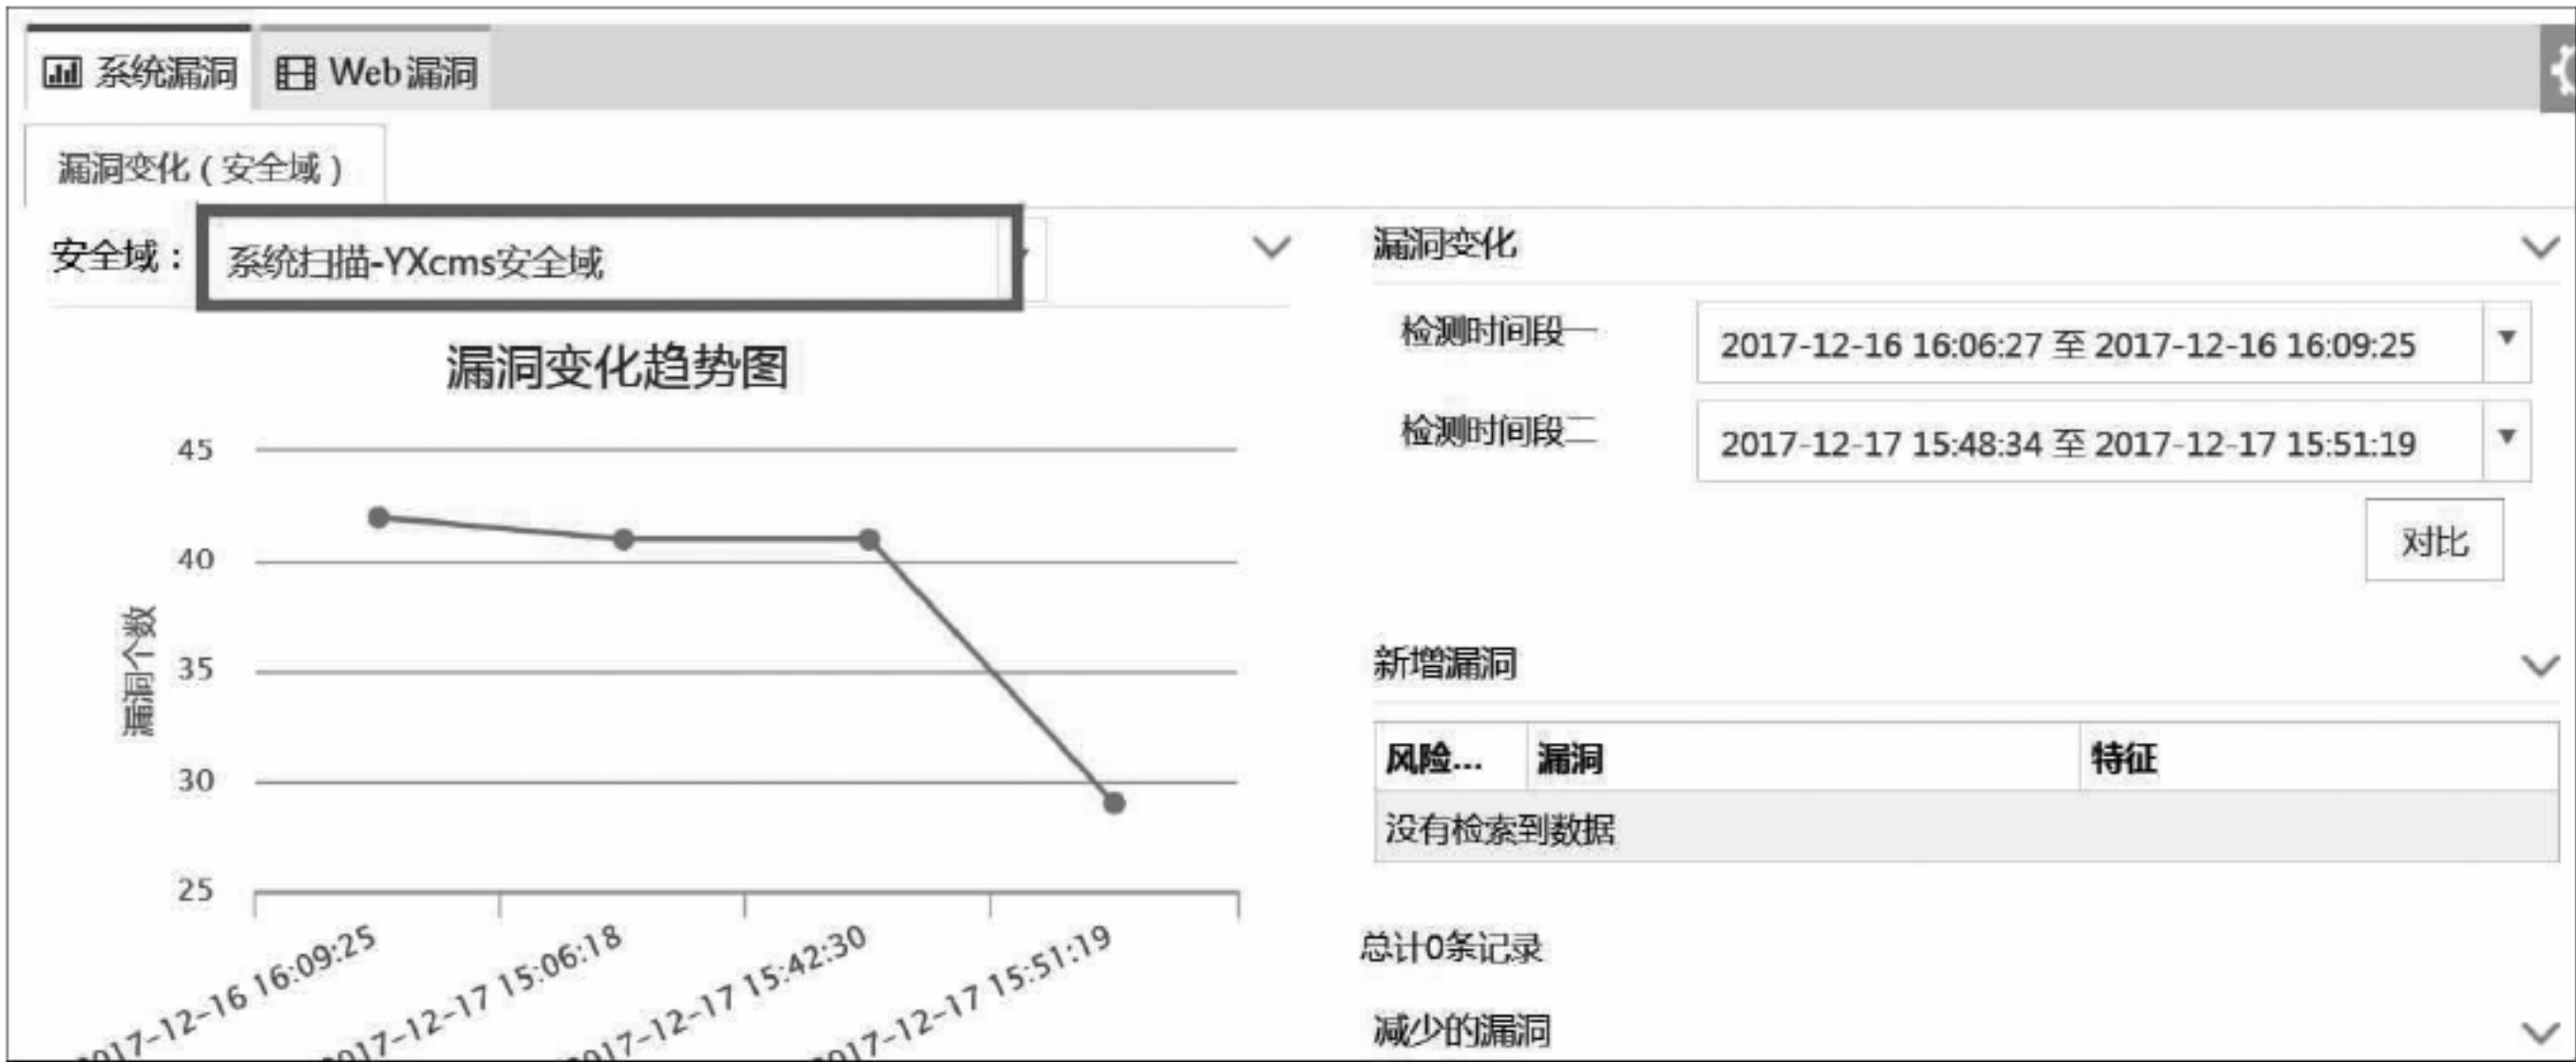 系统漏洞 Web漏洞
漏洞变化（安全域）
安全域： 系统扫描-YXcms安全域
漏洞变化趋势图
45
40
35
30
25
漏洞个数
017-12-16 16:09:25
017-12-17 15:06:18
017-12-17 15:42:30
017-12-17 15:51:19
漏洞变化
检测时间段一 2017-12-16 16:06:27 至 2017-12-16 16:09:25
检测时间段二 2017-12-17 15:48:34 至 2017-12-17 15:51:19
对比
新增漏洞
风险... 漏洞 特征
没有检索到数据
总计0条记录
减少的漏洞